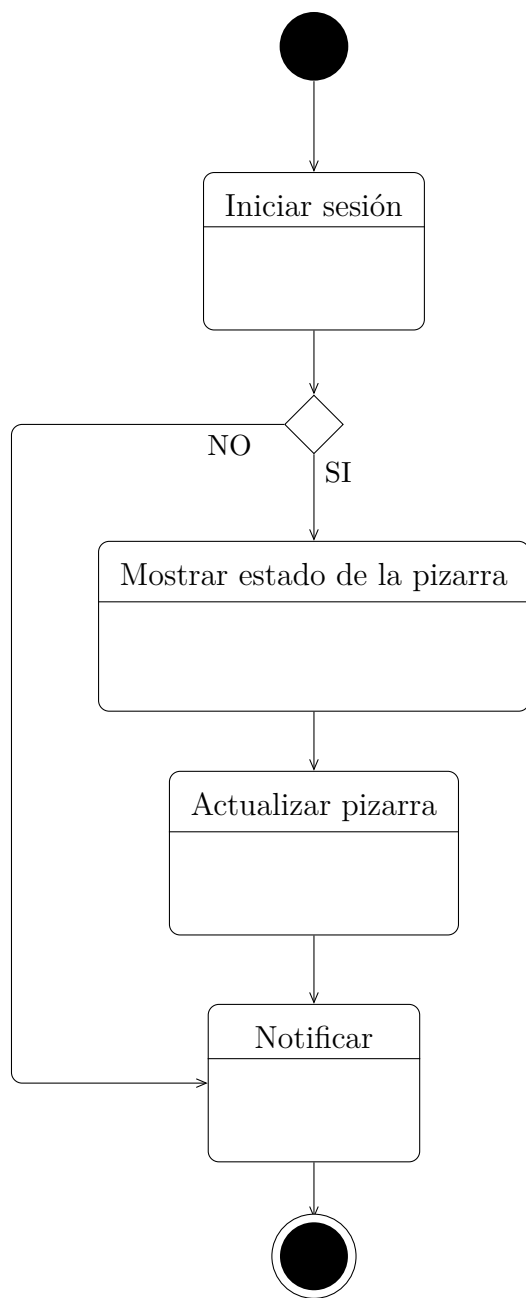 Iniciar sesión
NO
SI
Mostrar estado de la pizarra
Actualizar pizarra
Notificar